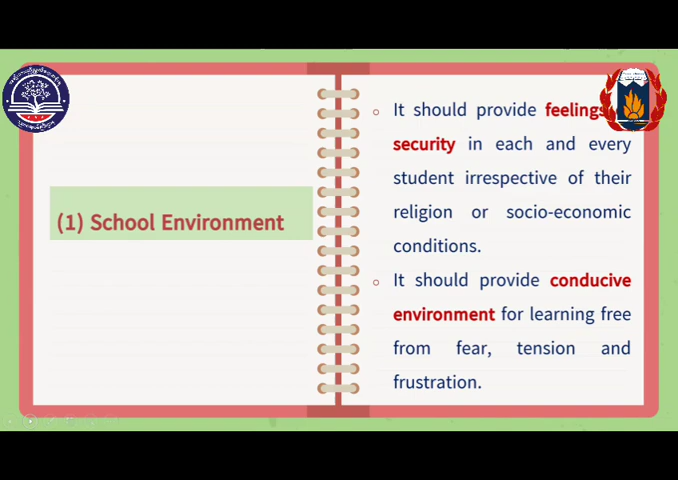 (1) School Environment
It should provide feelings
security in each and every
student irrespective of their
religion or socio-economic
conditions.
It should provide conducive
environment for learning free
from fear, tension and
frustration.